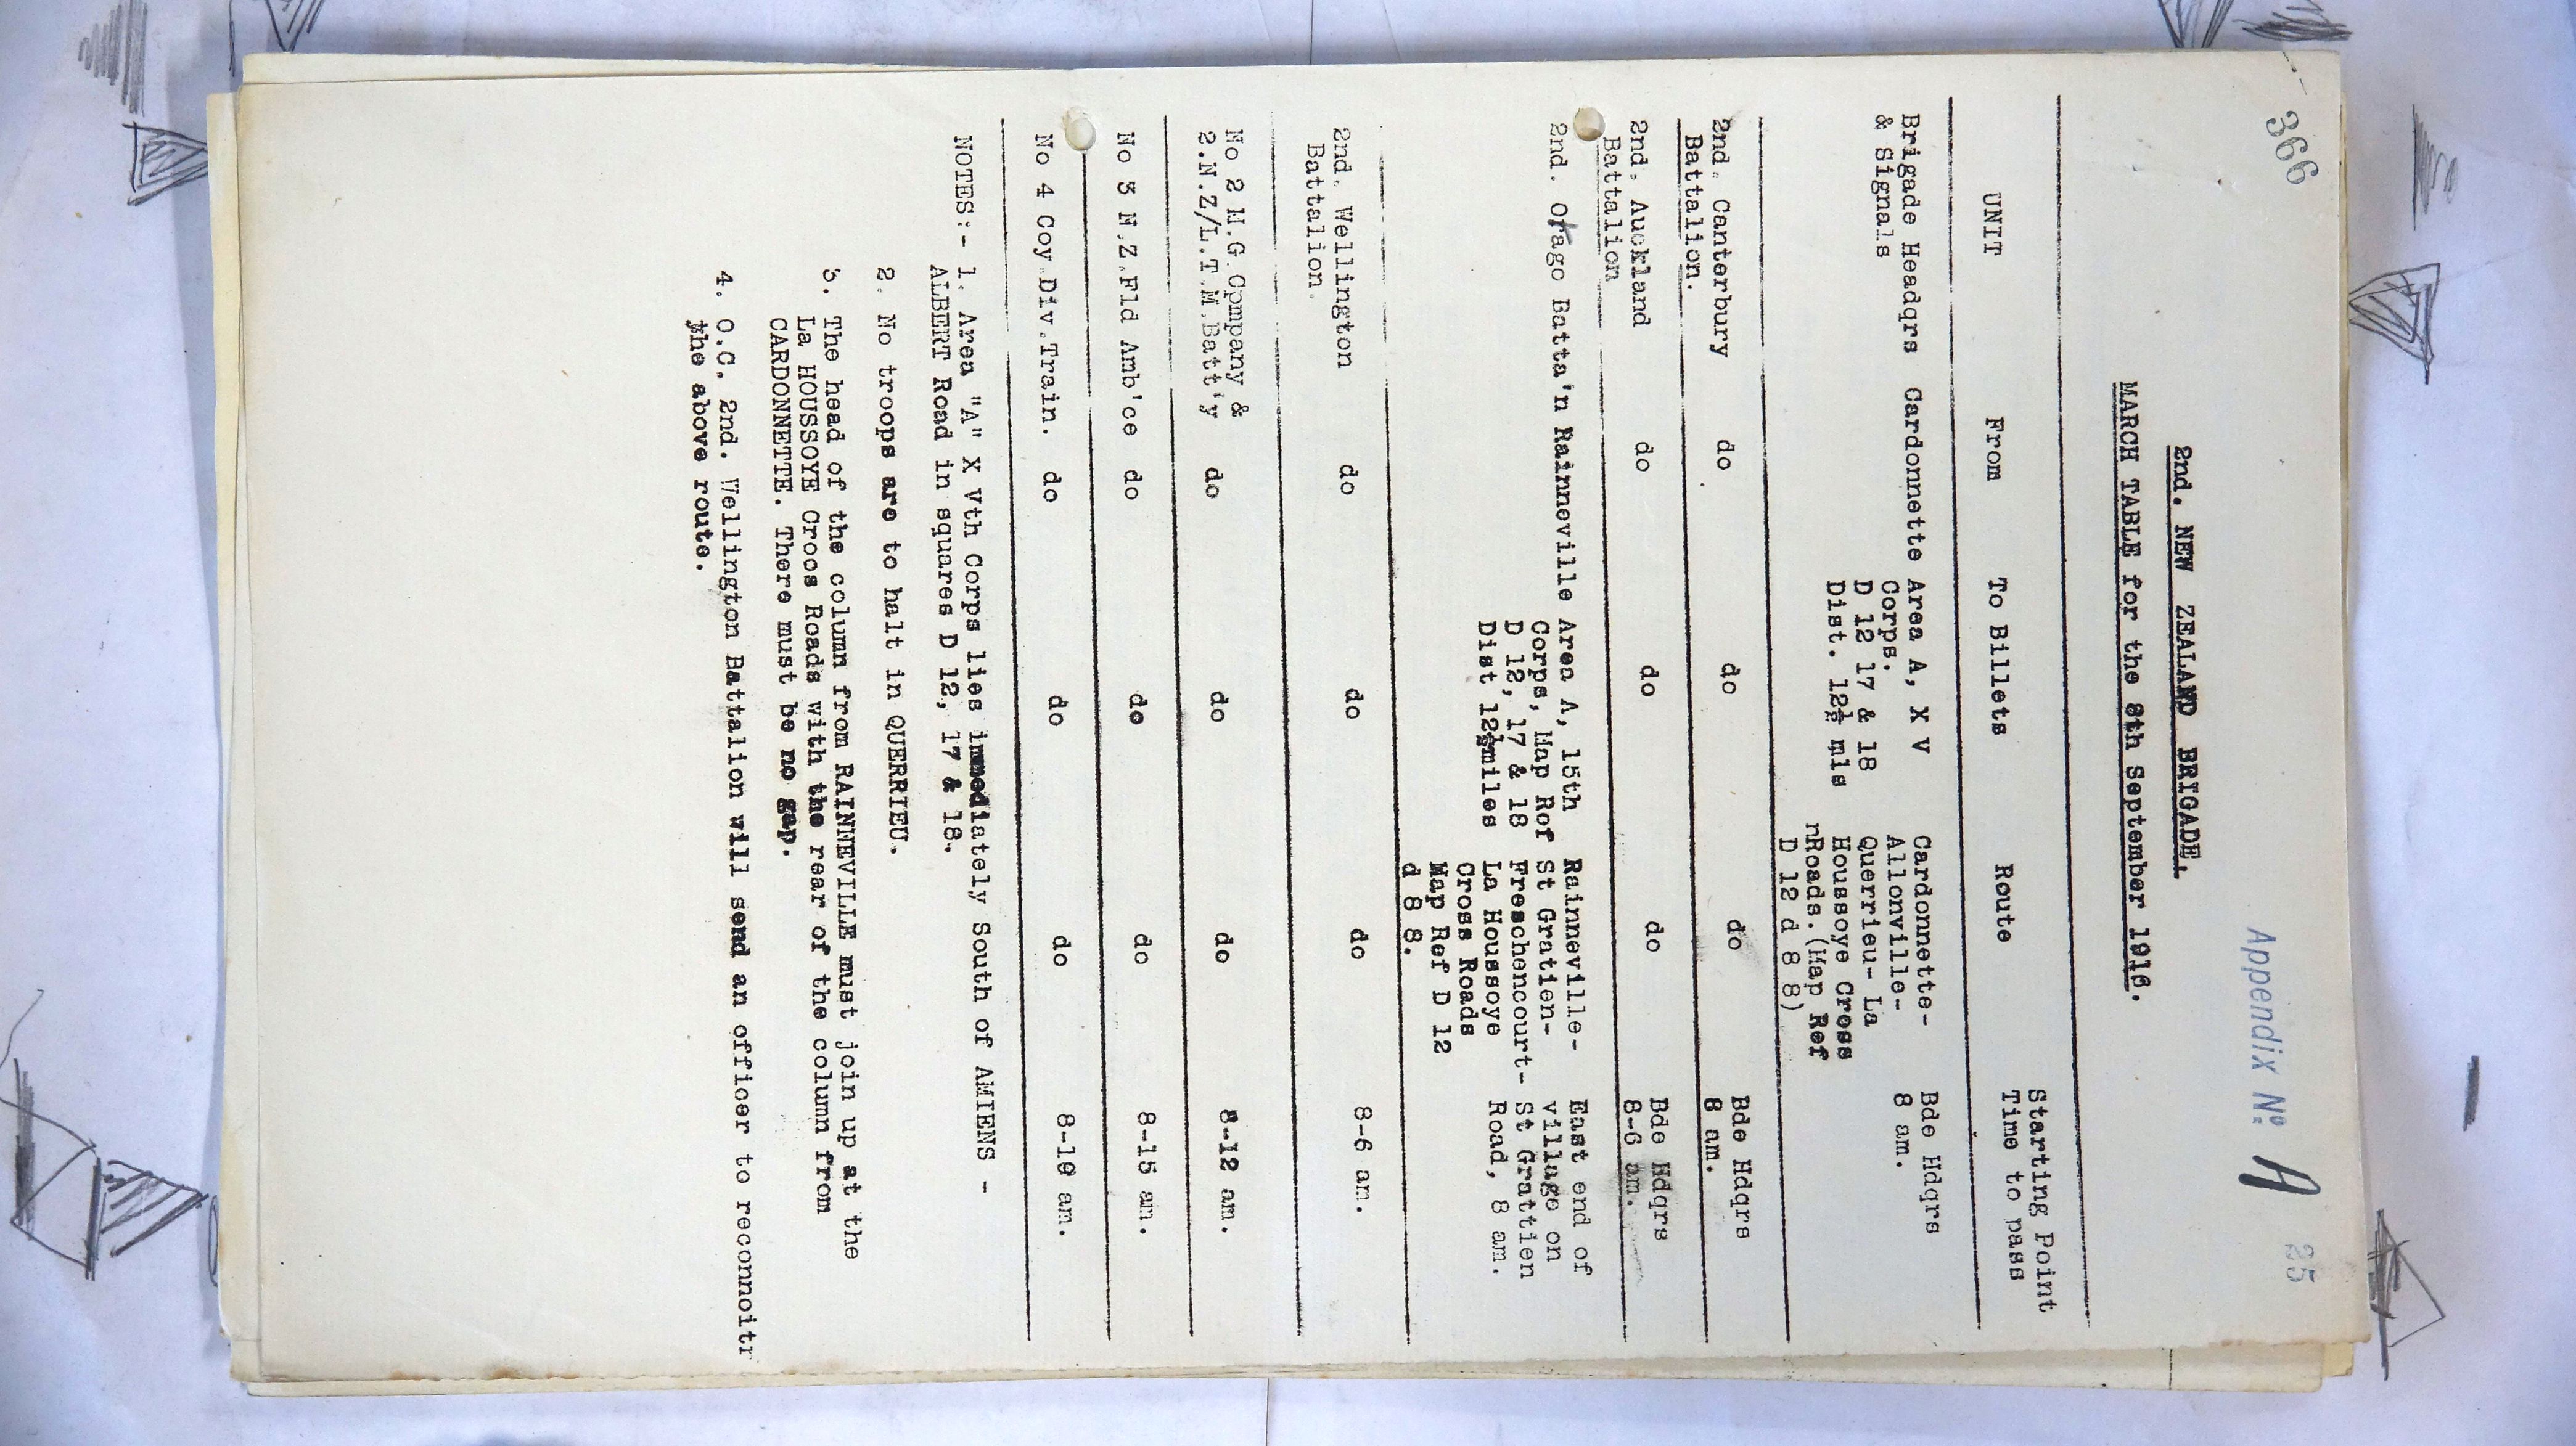 366
Appendix Nº A 25
2nd. NEW ZEALAND BRIGADE.
MARCH TABLE for the 8th September 1916.
UNIT From To Billets Route Starting Point
Time to pass
Brigade Headqrs Cardonnette Area A, X V Cardonnette- Bde Hdqrs
& Signals Corps. Allonville- 8 am.
D 12 17 & 18 Querrieu- La
Dist. 12½ mls Houssoye Cross
rRoads.(Map Ref
D 12 d 8 8)
2nd. Canterbury do do do Bde Hdqrs
Battalion. 8 am.
2nd. Auckland do do do Bde Hdqrs
Battalion 8-6 am.
2nd. Otago Batta'n Rainneville Area A, 15th Rainneville- East end of
Corps, Map Ref St Gratien- village on
D 12, 17 & 18 Freschencourt- St Grattien
Dist 12½miles La Houssoye Road, 8 am.
Cross Roads
Map Ref D 12
d 8 8.
2nd. Wellington do do do 8-6 am.
Battalion.
No 2 M.G.Company & do do do 8-12 am.
2.N.Z/L.T.M.Batt'y
No 3 N.Z.Fld Amb'ce do do do 8-15 am.
No 4 Coy.Div.Train. do do do 8-19 am.
NOTES:- 1. Area "A" X Vth Corps lies immediately South of AMIENS -
ALBERT Road in squares D 12, 17 & 18.
2. No troops are to halt in QUERRIEU.
3. The head of the column from RAINNEVILLE must join up at the
La HOUSSOYE Croos Roads with the rear of the column from
CARDONNETTE. There must be no gap.
4. O.C. 2nd. Wellington Battalion will send an officer to reconnoitr
the above route.